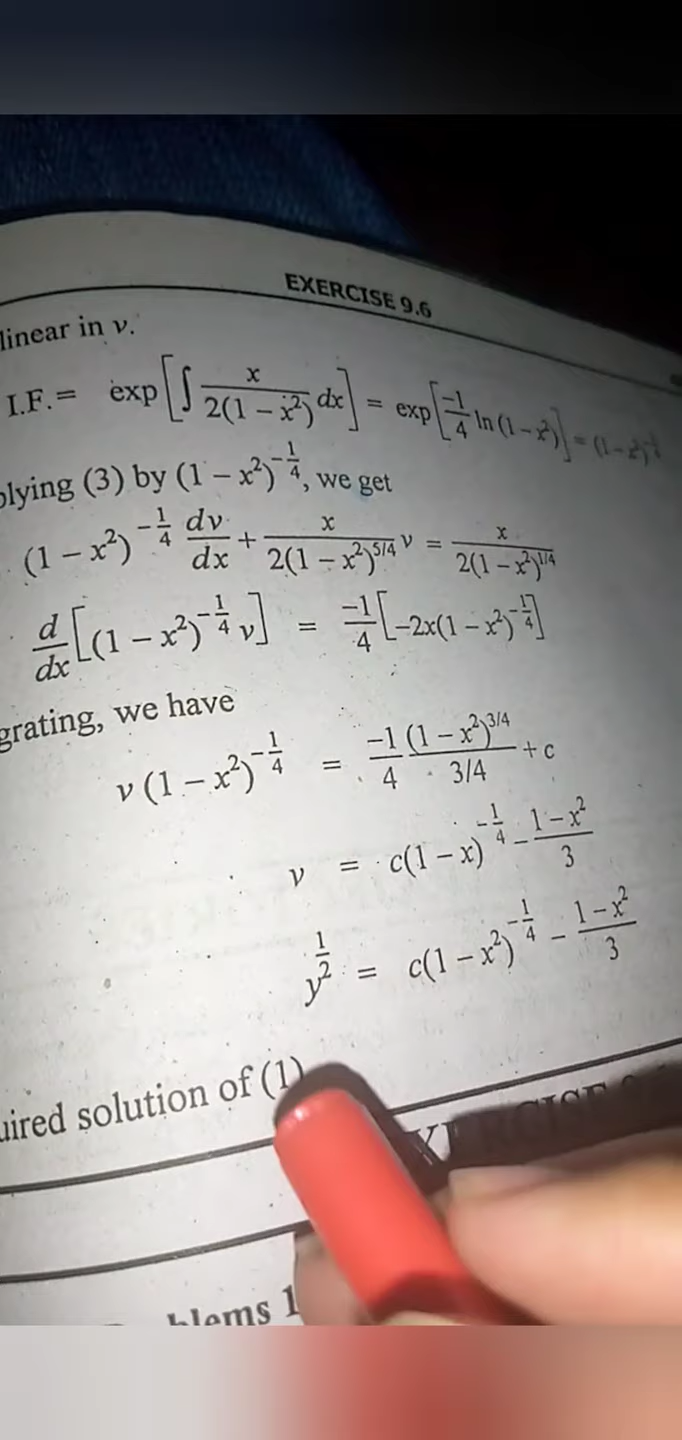 EXERCISE 9.6
linear in v.
I.F. = exp[∫ x/2(1 – x²) dx] = exp[–1/4 ln (1 – x²)] = (1 – x²)^–1/4
plying (3) by (1 – x²)^–1/4, we get
(1 – x²)^–1/4 dv/dx + x/2(1 – x²)^5/4 v = x/2(1 – x²)^1/4
d/dx [(1 – x²)^–1/4 v] = –1/4 [–2x(1 – x²)^–1/4]
grating, we have
v (1 – x²)^–1/4 = –1/4 (1 – x²)^3/4 / 3/4 + c
v = c(1 – x)^–1/4 – 1–x²/3
y^1/2 = c(1 – x²)^–1/4 – 1–x²/3
uired solution of (1)
EXERCISE
blems 1